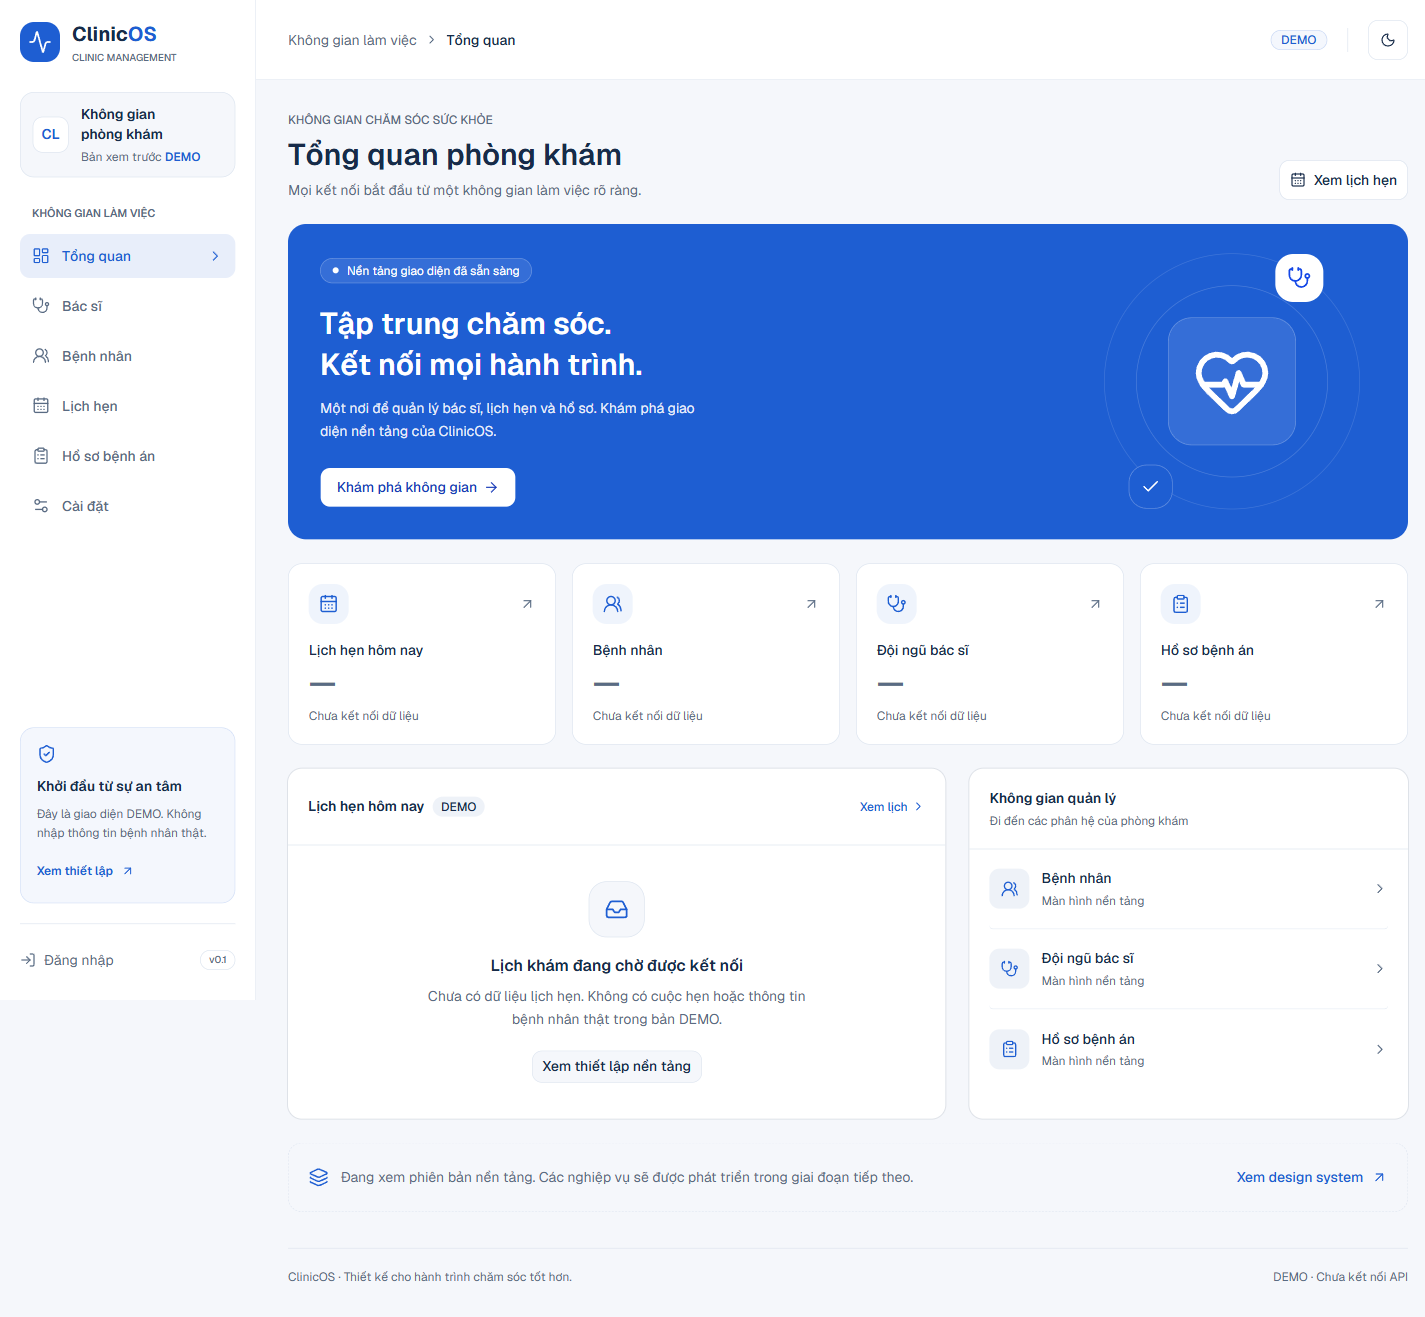 ClinicOS
CLINIC MANAGEMENT
CL
Không gian
phòng khám
Bản xem trước DEMO
KHÔNG GIAN LÀM VIỆC
Tổng quan
Bác sĩ
Bệnh nhân
Lịch hẹn
Hồ sơ bệnh án
Cài đặt
Khởi đầu từ sự an tâm
Đây là giao diện DEMO. Không
nhập thông tin bệnh nhân thật.
Xem thiết lập
Đăng nhập
v0.1
Không gian làm việc
Tổng quan
DEMO
KHÔNG GIAN CHĂM SÓC SỨC KHỎE
Tổng quan phòng khám
Mọi kết nối bắt đầu từ một không gian làm việc rõ ràng.
Xem lịch hẹn
Nền tảng giao diện đã sẵn sàng
Tập trung chăm sóc.
Kết nối mọi hành trình.
Một nơi để quản lý bác sĩ, lịch hẹn và hồ sơ. Khám phá giao
diện nền tảng của ClinicOS.
Khám phá không gian
Lịch hẹn hôm nay
—
Chưa kết nối dữ liệu
Bệnh nhân
—
Chưa kết nối dữ liệu
Đội ngũ bác sĩ
—
Chưa kết nối dữ liệu
Hồ sơ bệnh án
—
Chưa kết nối dữ liệu
Lịch hẹn hôm nay
DEMO
Xem lịch
Lịch khám đang chờ được kết nối
Chưa có dữ liệu lịch hẹn. Không có cuộc hẹn hoặc thông tin
bệnh nhân thật trong bản DEMO.
Xem thiết lập nền tảng
Không gian quản lý
Đi đến các phân hệ của phòng khám
Bệnh nhân
Màn hình nền tảng
Đội ngũ bác sĩ
Màn hình nền tảng
Hồ sơ bệnh án
Màn hình nền tảng
Đang xem phiên bản nền tảng. Các nghiệp vụ sẽ được phát triển trong giai đoạn tiếp theo.
Xem design system
ClinicOS · Thiết kế cho hành trình chăm sóc tốt hơn.
DEMO · Chưa kết nối API